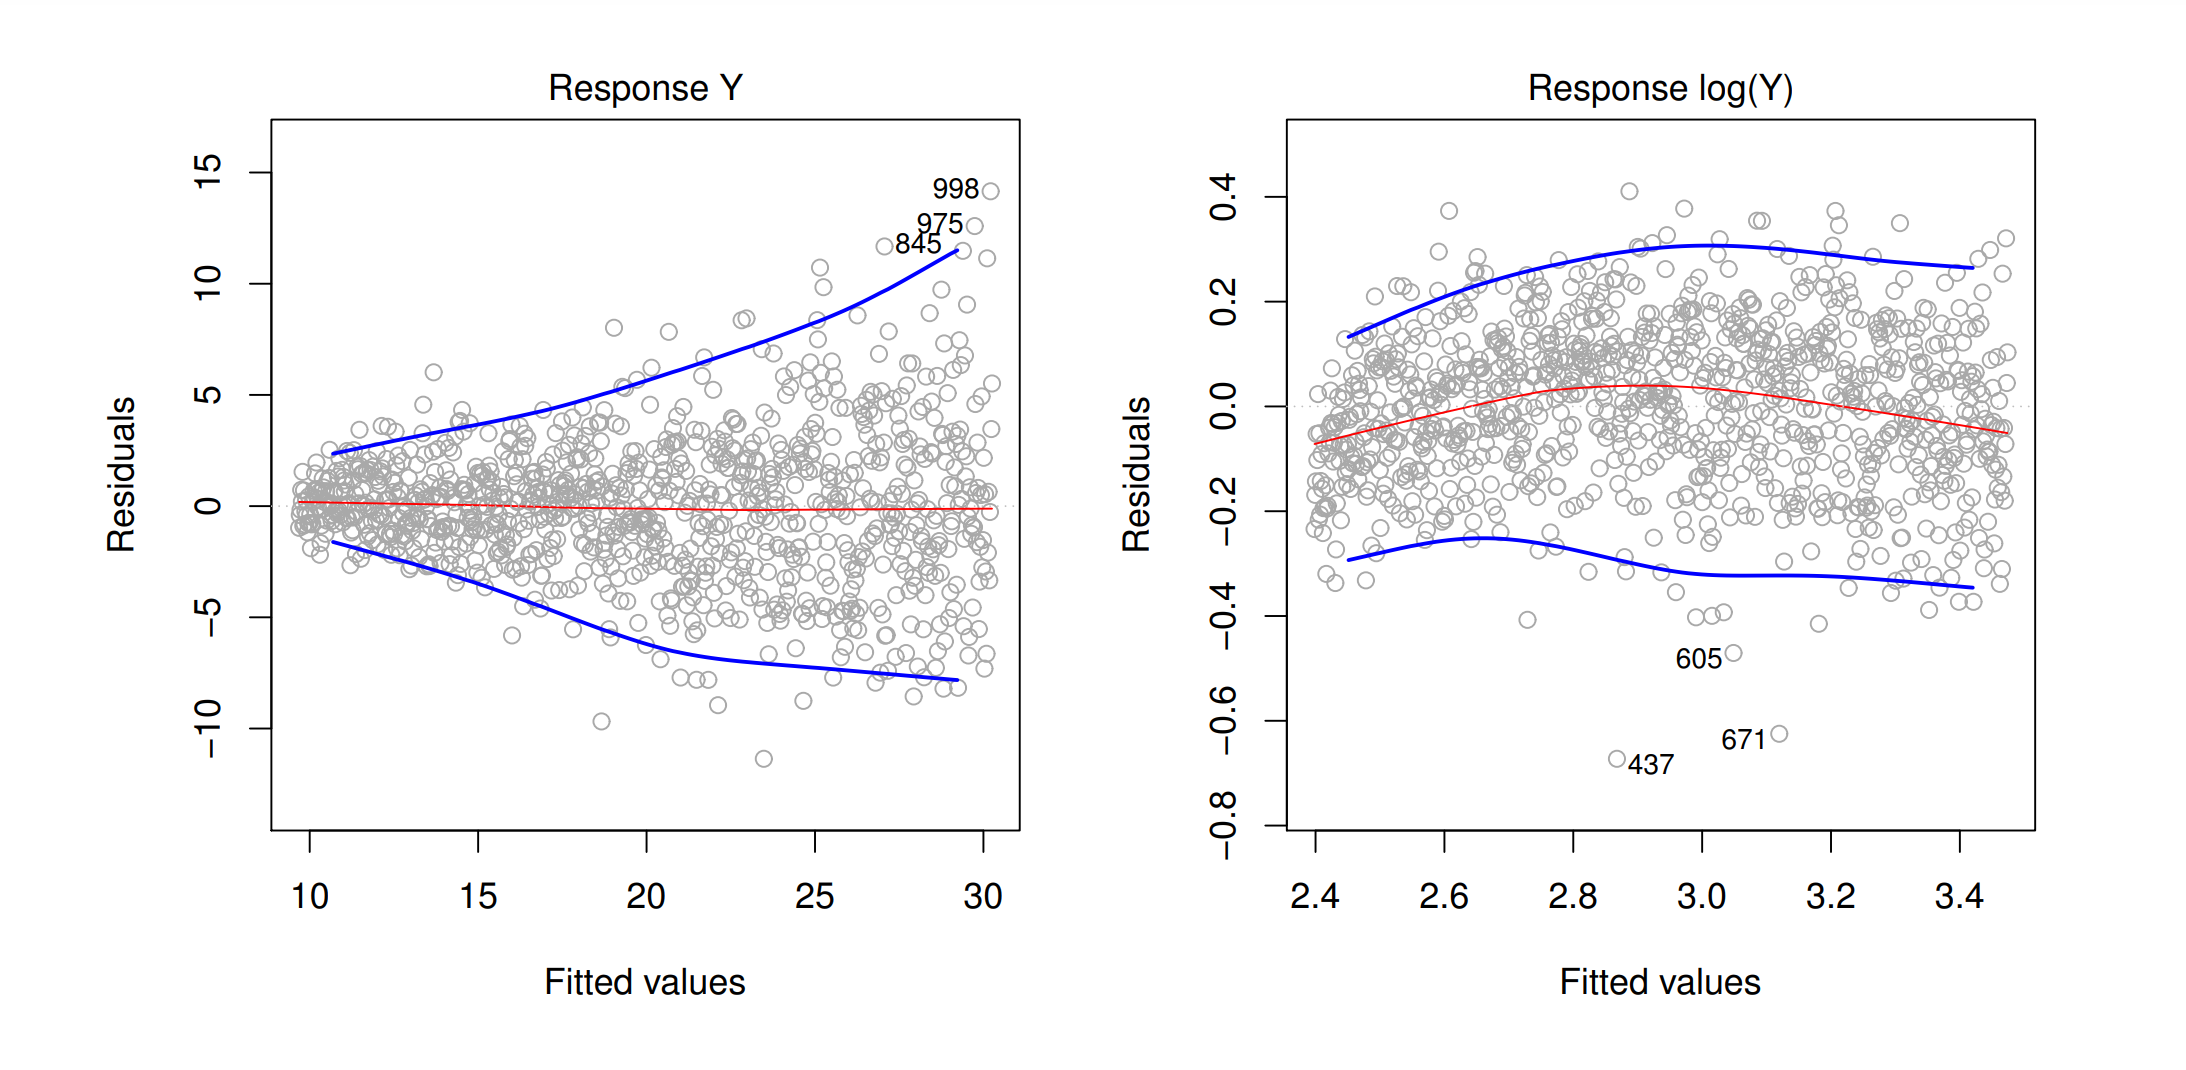 Response Y
Residuals
15
10
5
0
−5
−10
998
975
845
10 15 20 25 30
Fitted values
Response log(Y)
Residuals
0.4
0.2
0.0
−0.2
−0.4
−0.6
−0.8
605
671
437
2.4 2.6 2.8 3.0 3.2 3.4
Fitted values